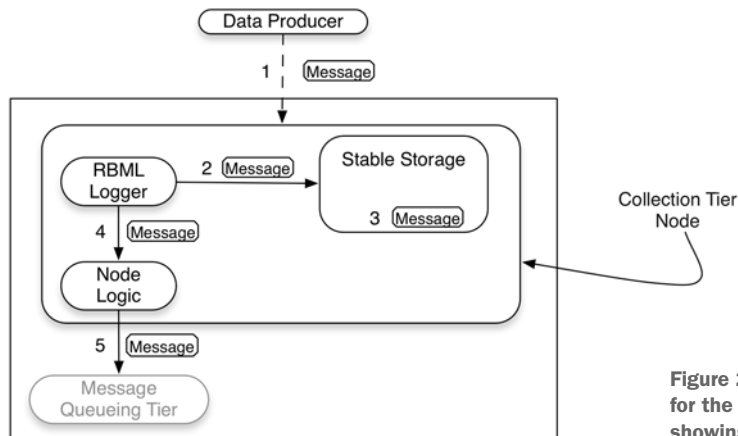 Data Producer
1 Message
RBML
Logger
2 Message
Stable Storage
3 Message
Collection Tier
Node
4 Message
Node
Logic
5 Message
Message
Queueing Tier
Figure
for the
showing